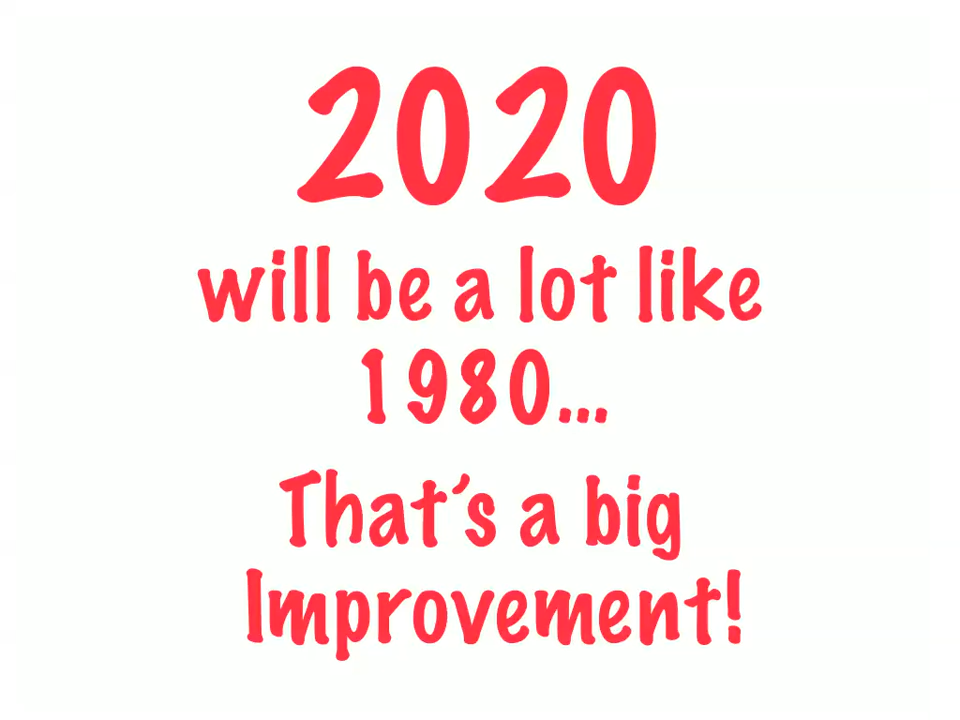 2020
will be a lot like
1980...
That's a big
Improvement!